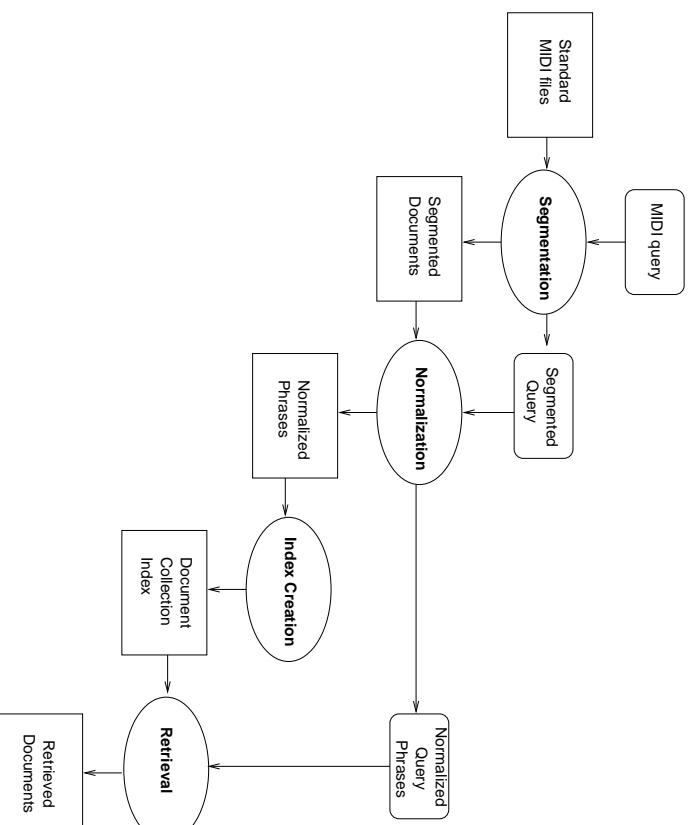 Standard
MIDI files
MIDI query
Segmentation
Segmented
Documents
Segmented
Query
Normalization
Normalized
Phrases
Index Creation
Document
Collection
Index
Normalized
Query
Phrases
Retrieval
Retrieved
Documents